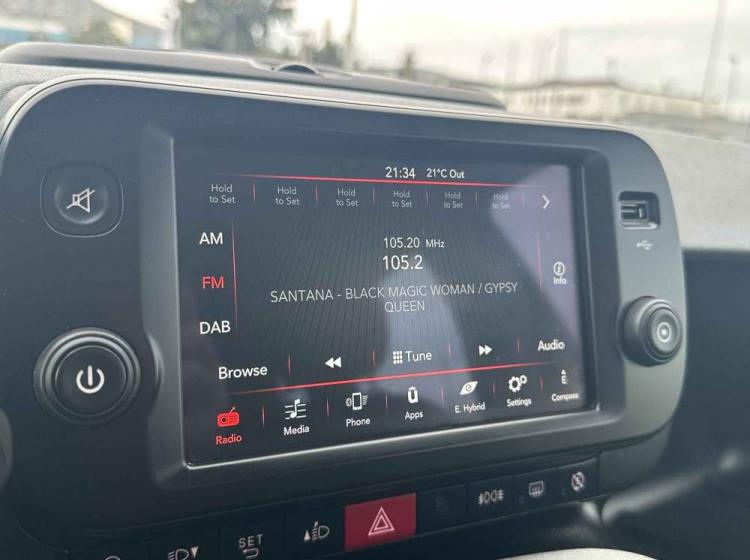 21:34 21°C Out
Hold to Set Hold to Set Hold to Set Hold to Set Hold to Set Hold to Set
AM
105.20 MHz
105.2
FM
Info
SANTANA - BLACK MAGIC WOMAN / GYPSY
QUEEN
DAB
Browse Tune Audio
E
Radio Media Phone Apps E. Hybrid Settings Compass
SET